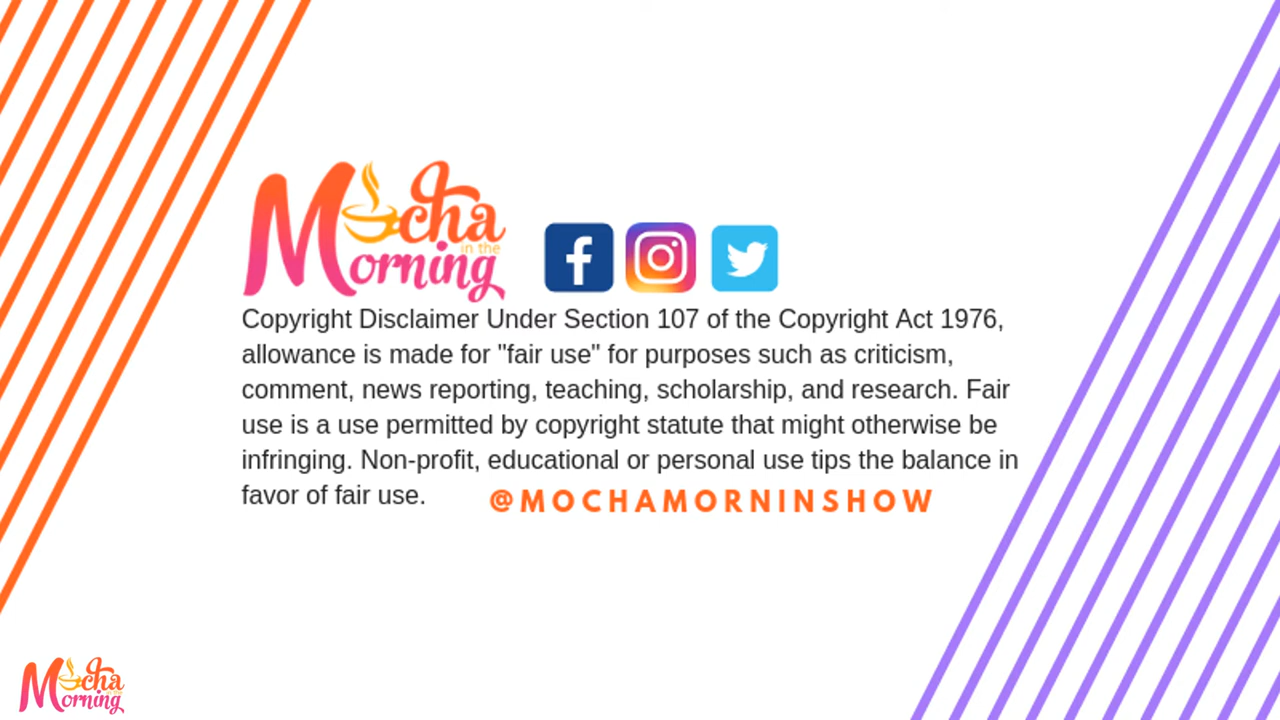 Mocha
in the
Morning
Copyright Disclaimer Under Section 107 of the Copyright Act 1976,
allowance is made for "fair use" for purposes such as criticism,
comment, news reporting, teaching, scholarship, and research. Fair
use is a use permitted by copyright statute that might otherwise be
infringing. Non-profit, educational or personal use tips the balance in
favor of fair use.
@MOCHAMORNINSHOW
Mocha
in the
Morning